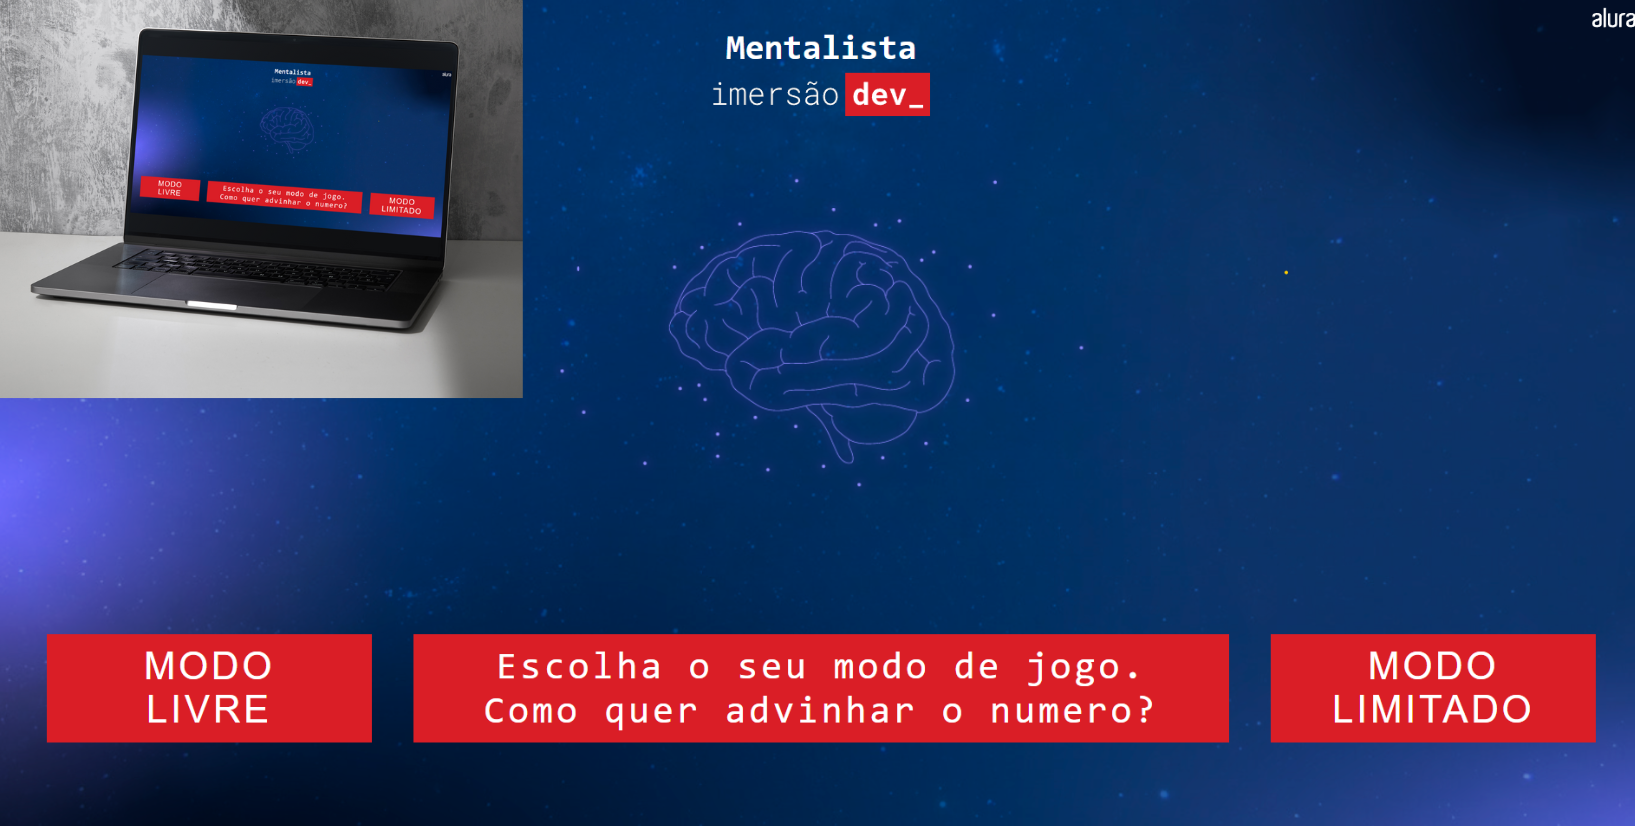 Mentalista
imersão dev_
alura
MODO
LIVRE
Escolha o seu modo de jogo.
Como quer advinhar o numero?
MODO
LIMITADO
Mentalista
imersão dev_
alura
MODO
LIVRE
Escolha o seu modo de jogo.
Como quer advinhar o numero?
MODO
LIMITADO